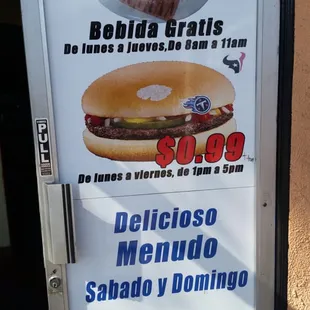 Bebida Gratis
De lunes a jueves,De 8am a 11am
PULL
$0.99
De lunes a viernes, de 1pm a 5pm
Delicioso
Menudo
Sabado y Domingo